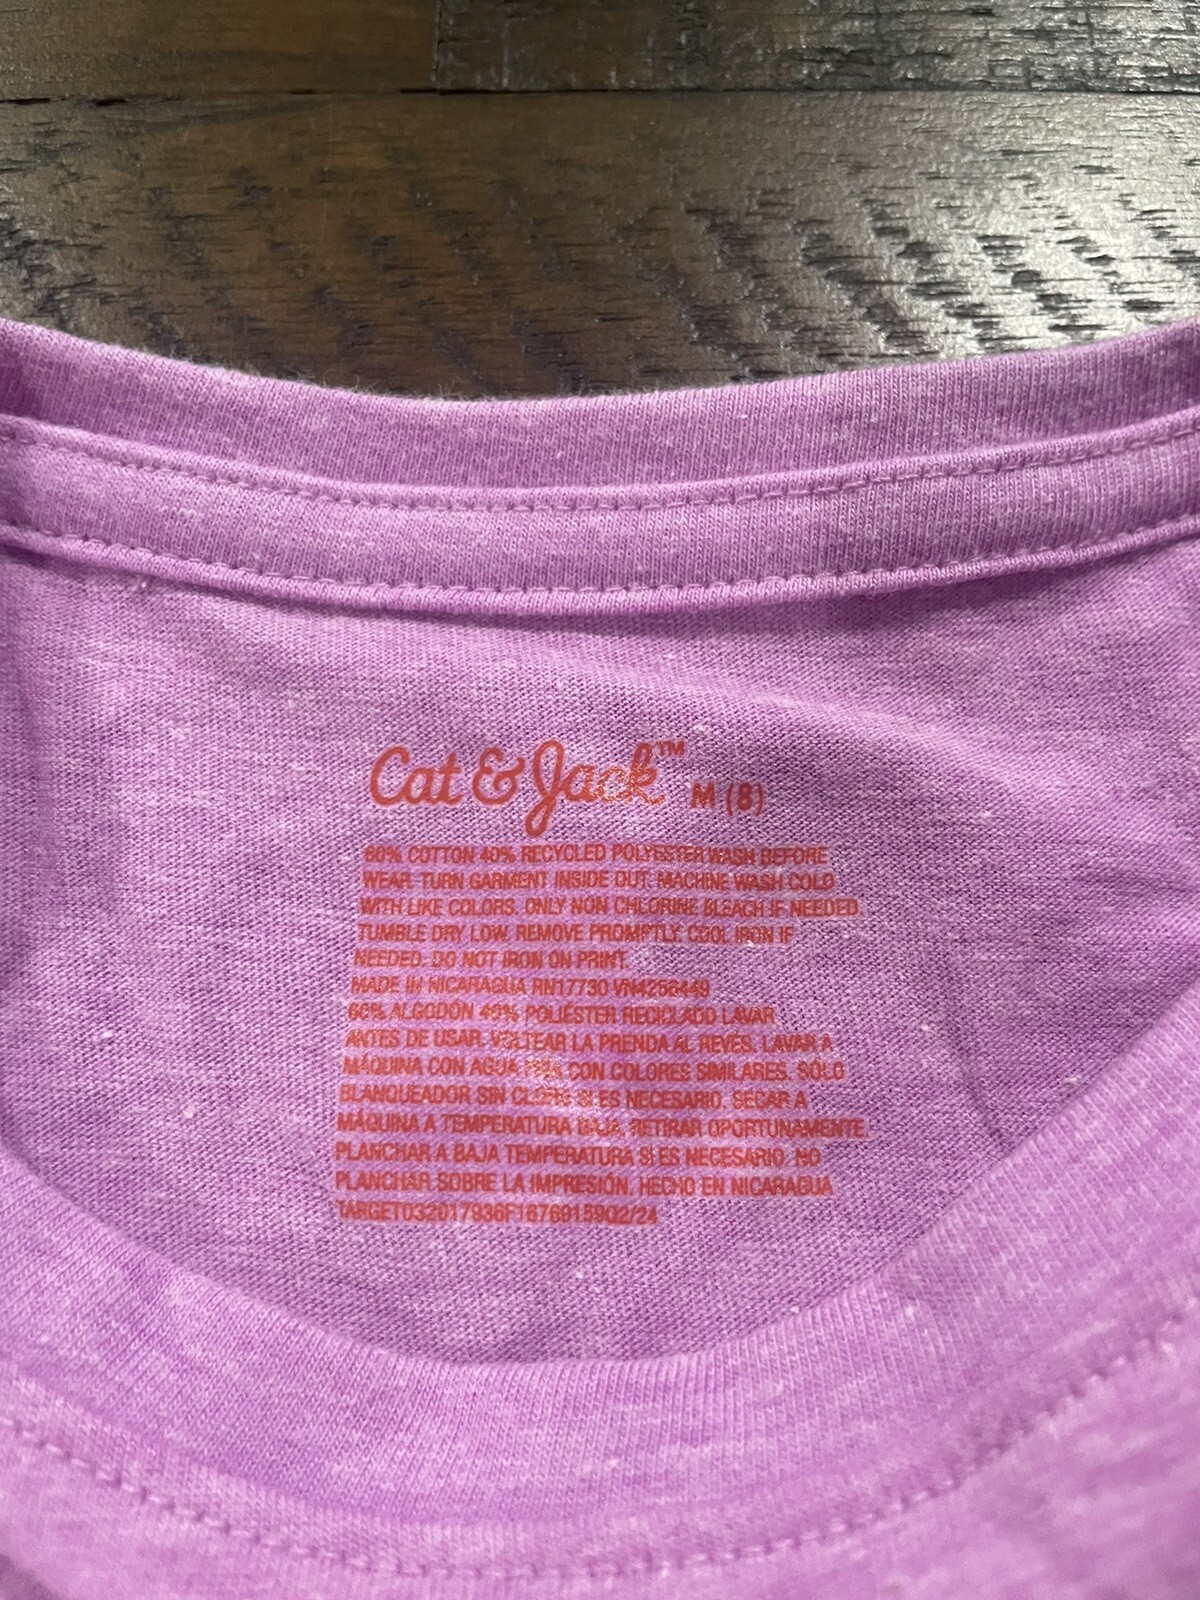 Cat & Jack™ M (8)
60% COTTON 40% RECYCLED POLYESTER WASH BEFORE
WEAR. TURN GARMENT INSIDE OUT. MACHINE WASH COLD
WITH LIKE COLORS. ONLY NON CHLORINE BLEACH IF NEEDED.
TUMBLE DRY LOW. REMOVE PROMPTLY. COOL IRON IF
NEEDED. DO NOT IRON ON PRINT.
MADE IN NICARAGUA RN17730 VN4256449
60% ALGODÓN 40% POLIÉSTER RECICLADO LAVAR
ANTES DE USAR. VOLTEAR LA PRENDA AL REVES. LAVAR A
MÁQUINA CON AGUA FRÍA CON COLORES SIMILARES. SÓLO
BLANQUEADOR SIN CLORO SI ES NECESARIO. SECAR A
MÁQUINA A TEMPERATURA BAJA. RETIRAR OPORTUNAMENTE.
PLANCHAR A BAJA TEMPERATURA SI ES NECESARIO. NO
PLANCHAR SOBRE LA IMPRESIÓN. HECHO EN NICARAGUA